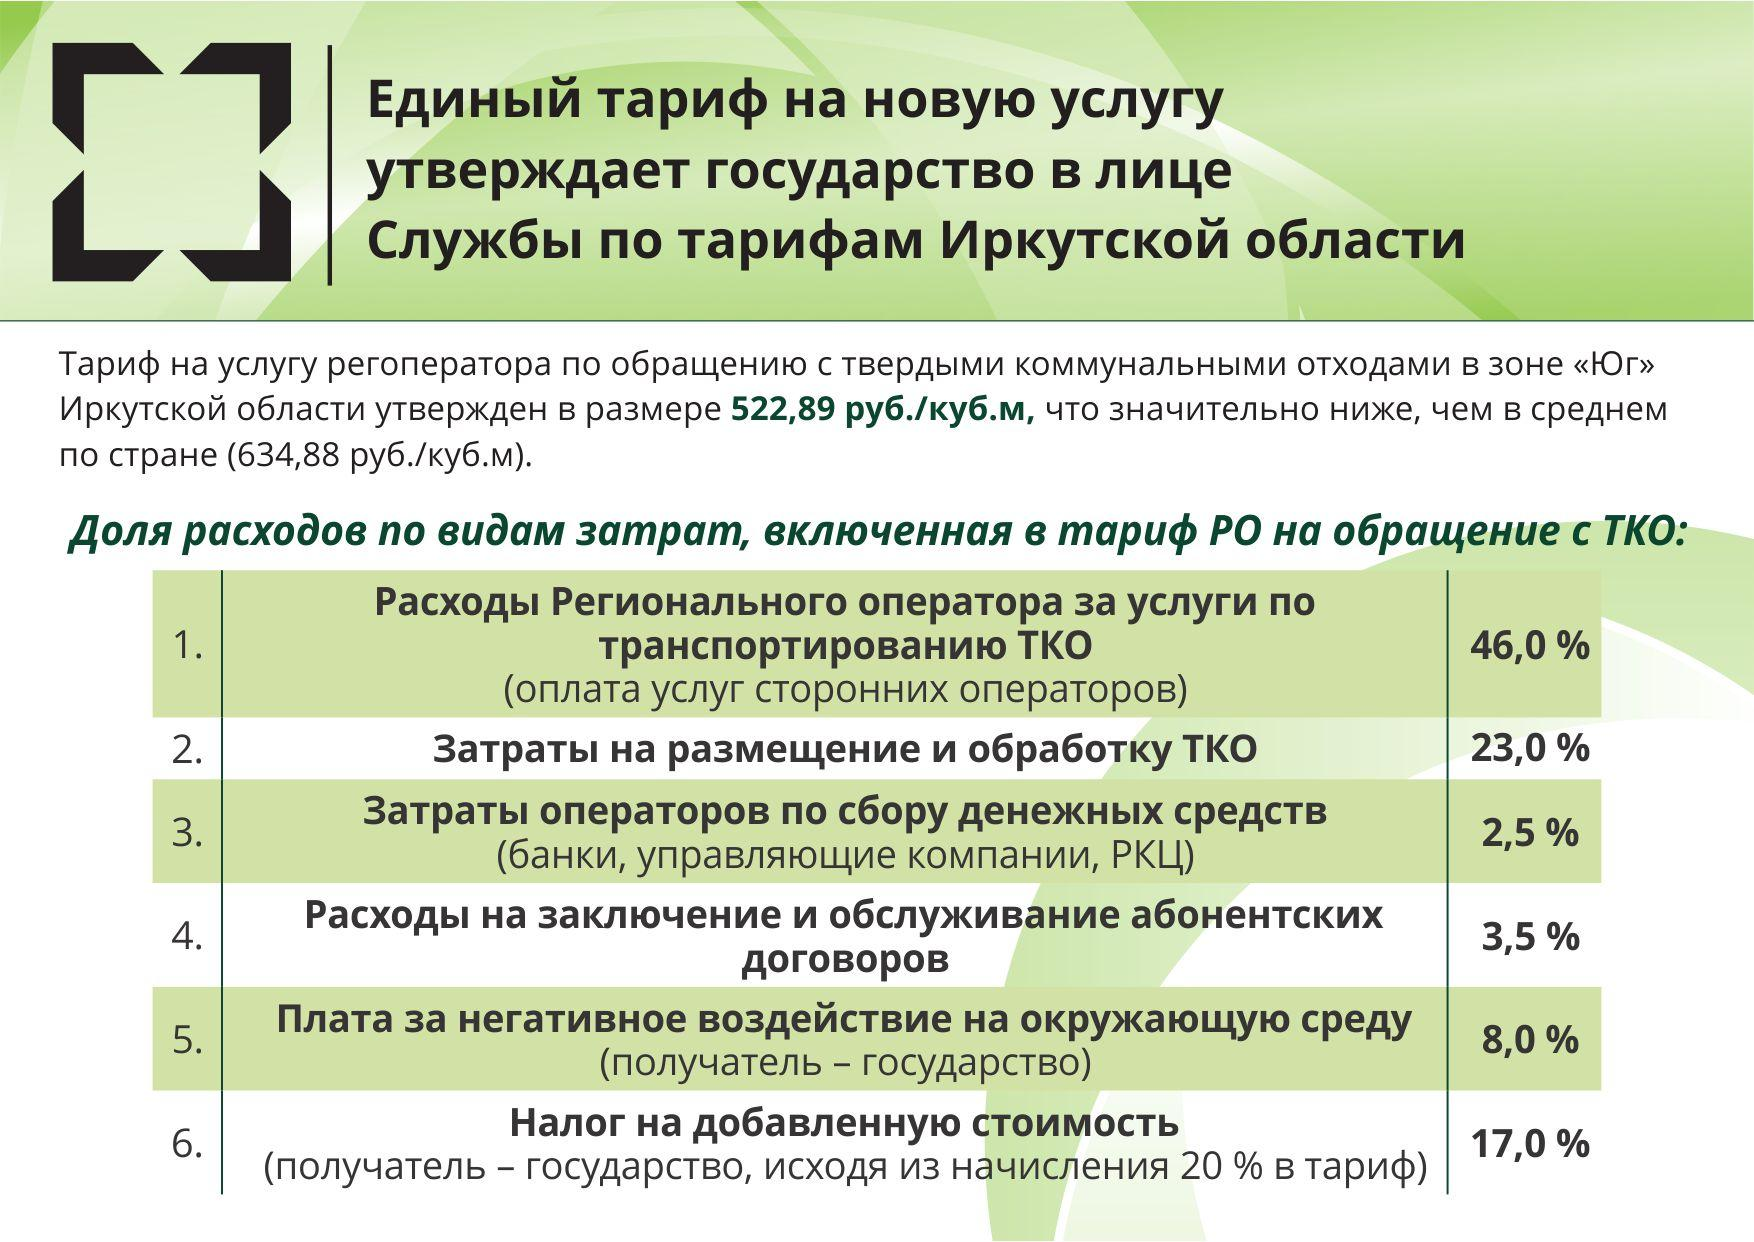 Единый тариф на новую услугу
утверждает государство в лице
Службы по тарифам Иркутской области
Тариф на услугу регоператора по обращению с твердыми коммунальными отходами в зоне «Юг»
Иркутской области утвержден в размере 522,89 руб./куб.м, что значительно ниже, чем в среднем
по стране (634,88 руб./куб.м).
Доля расходов по видам затрат, включенная в тариф РО на обращение с ТКО:
1.
Расходы Регионального оператора за услуги по
транспортированию ТКО
(оплата услуг сторонних операторов)
46,0 %
2. Затраты на размещение и обработку ТКО 23,0 %
3.
Затраты операторов по сбору денежных средств
(банки, управляющие компании, РКЦ)
2,5 %
4.
Расходы на заключение и обслуживание абонентских
договоров
3,5 %
5.
Плата за негативное воздействие на окружающую среду
(получатель – государство)
8,0 %
6.
Налог на добавленную стоимость
(получатель – государство, исходя из начисления 20 % в тариф)
17,0 %